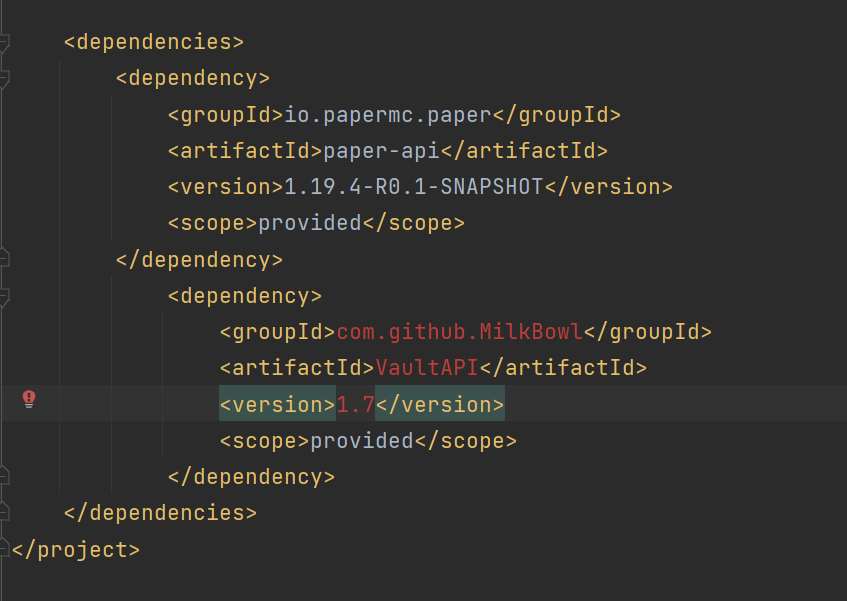 <dependencies>
<dependency>
<groupId>io.papermc.paper</groupId>
<artifactId>paper-api</artifactId>
<version>1.19.4-R0.1-SNAPSHOT</version>
<scope>provided</scope>
</dependency>
<dependency>
<groupId>com.github.MilkBowl</groupId>
<artifactId>VaultAPI</artifactId>
<version>1.7</version>
<scope>provided</scope>
</dependency>
</dependencies>
</project>